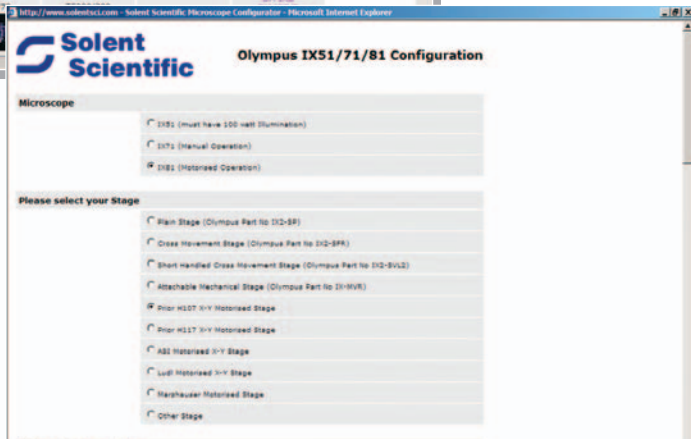 http://www.solentsci.com - Solent Scientific Microscope Configurator - Microsoft Internet Explorer
Solent
Scientific
Olympus IX51/71/81 Configuration
Microscope
IX51 (must have 100 watt Illumination)
IX71 (Manual Operation)
IX81 (Motorised Operation)
Please select your Stage
Plain Stage (Olympus Part No IX2-SP)
Cross Movement Stage (Olympus Part No IX2-SFR)
Short Handled Cross Movement Stage (Olympus Part No IX2-SVL2)
Attachable Mechanical Stage (Olympus Part No IX-MVR)
Prior H107 X-Y Motorised Stage
Prior H117 X-Y Motorised Stage
ASI Motorised X-Y Stage
Ludl Motorised X-Y Stage
Marzhauser Motorised Stage
Other Stage